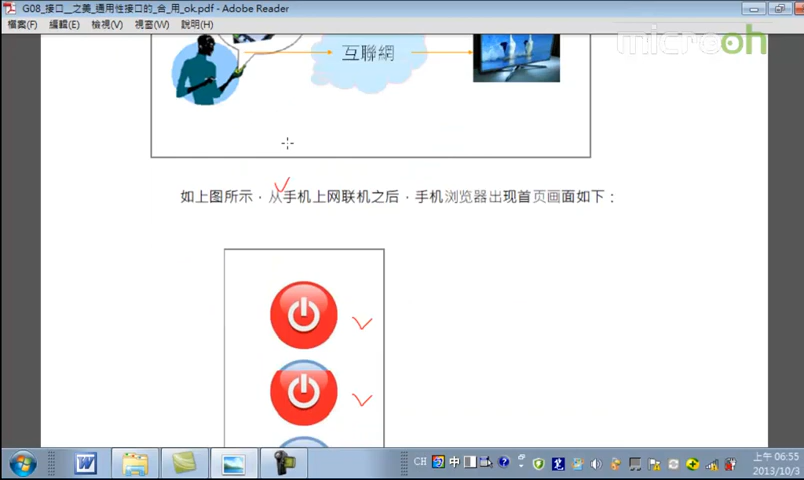 G08_接口__之美_通用性接口的_合_用_ok.pdf - Adobe Reader
檔案(F) 編輯(E) 檢視(V) 視窗(W) 說明(H)
microoh
互聯網
如上图所示，从手机上网联机之后，手机浏览器出现首页画面如下：
CH 中
上午 06:55
2013/10/3